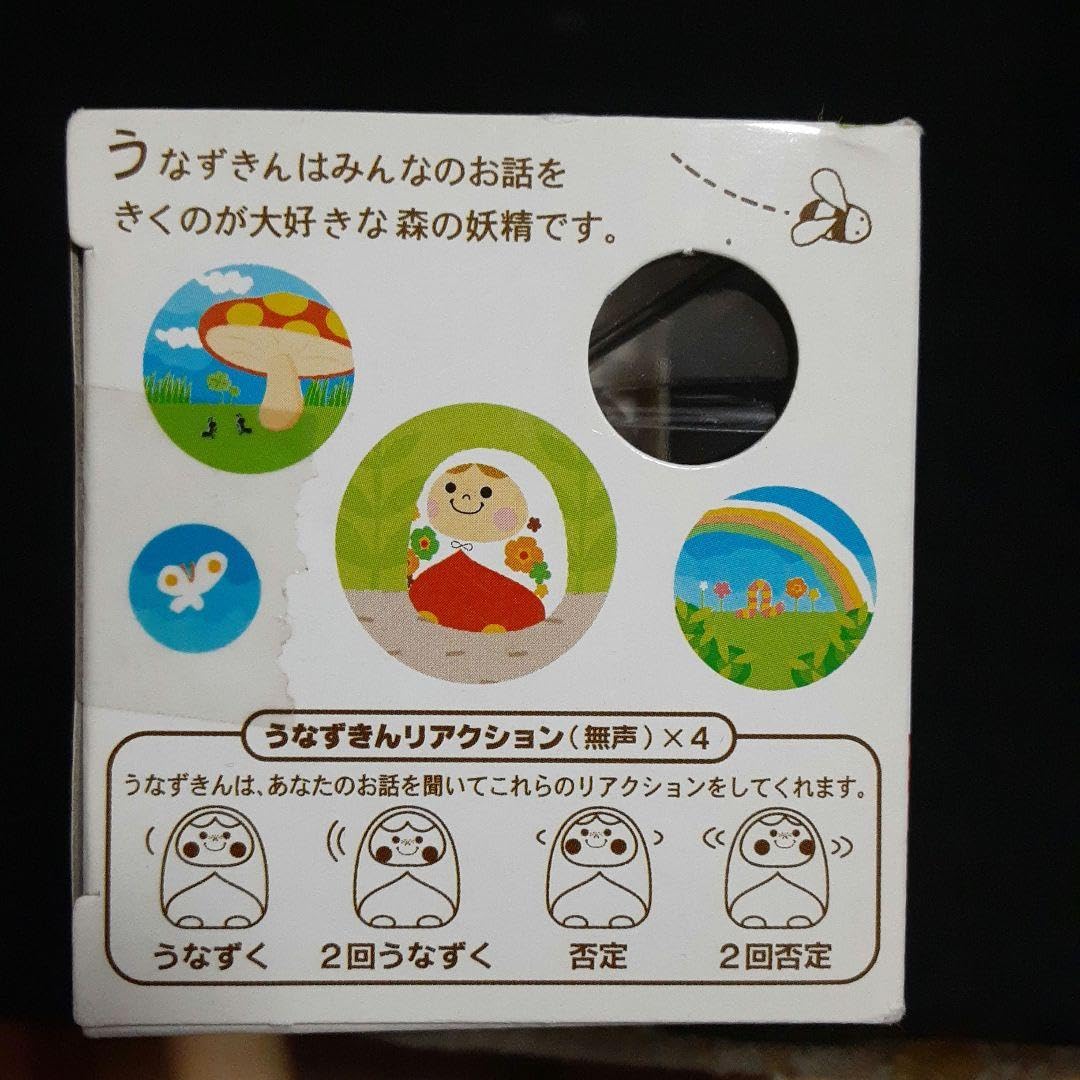 うなずきんはみんなのお話を
きくのが大好きな森の妖精です。
うなずきんリアクション(無声)×4
うなずきんは、あなたのお話を聞いてこれらのリアクションをしてくれます。
うなずく 2回うなずく 否定 2回否定